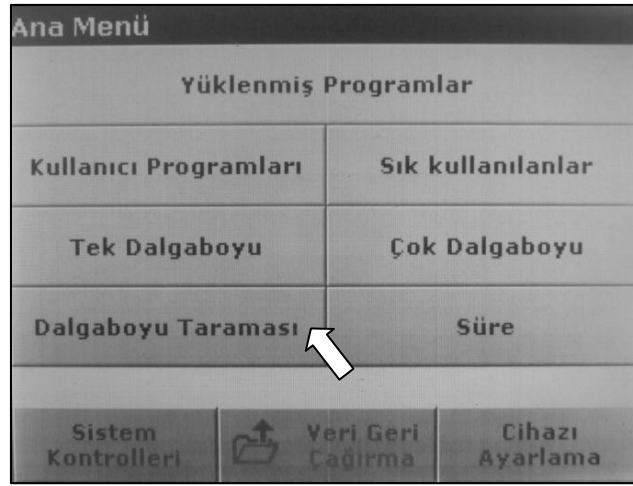 Ana Menü
Yüklenmiş Programlar
Kullanıcı Programları
Sık kullanılanlar
Tek Dalgaboyu
Çok Dalgaboyu
Dalgaboyu Taraması
Süre
Sistem
Kontrolleri
Veri Geri
Çağırma
Cihazı
Ayarlama